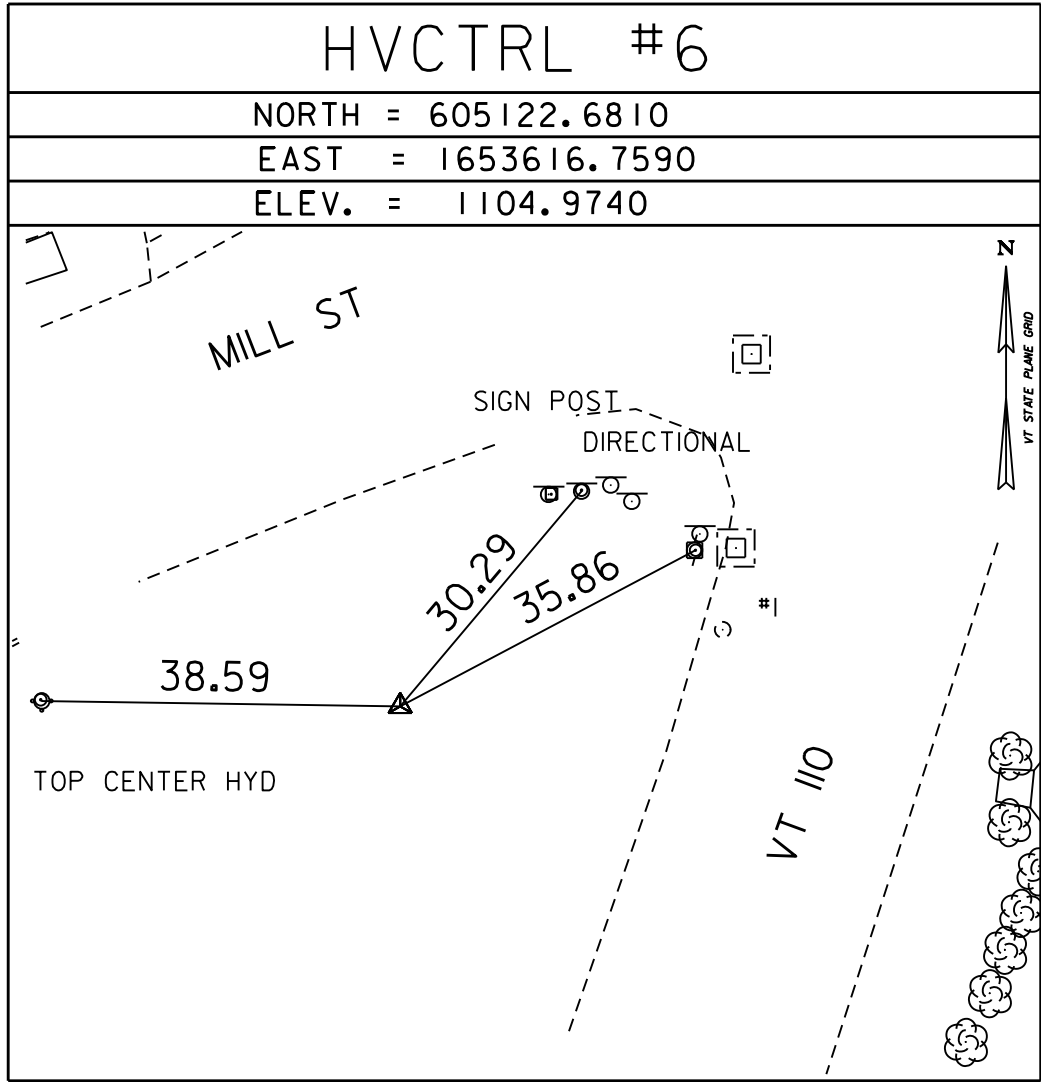 HVCTRL #6
NORTH = 605122.6810
EAST = 1653616.7590
ELEV. = 1104.9740
N
VT STATE PLANE GRID
MILL ST
SIGN POST
DIRECTIONAL
30.29
35.86
#1
38.59
TOP CENTER HYD
VT 110